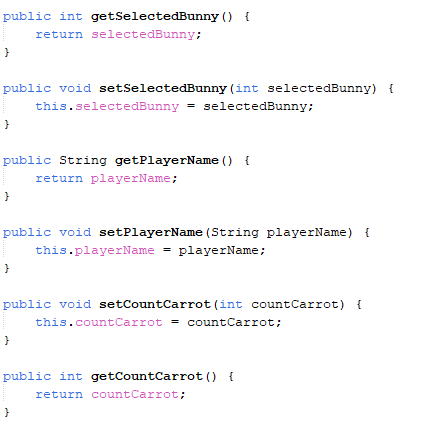 public int getSelectedBunny() {
    return selectedBunny;
}

public void setSelectedBunny(int selectedBunny) {
    this.selectedBunny = selectedBunny;
}

public String getPlayerName() {
    return playerName;
}

public void setPlayerName(String playerName) {
    this.playerName = playerName;
}

public void setCountCarrot(int countCarrot) {
    this.countCarrot = countCarrot;
}

public int getCountCarrot() {
    return countCarrot;
}